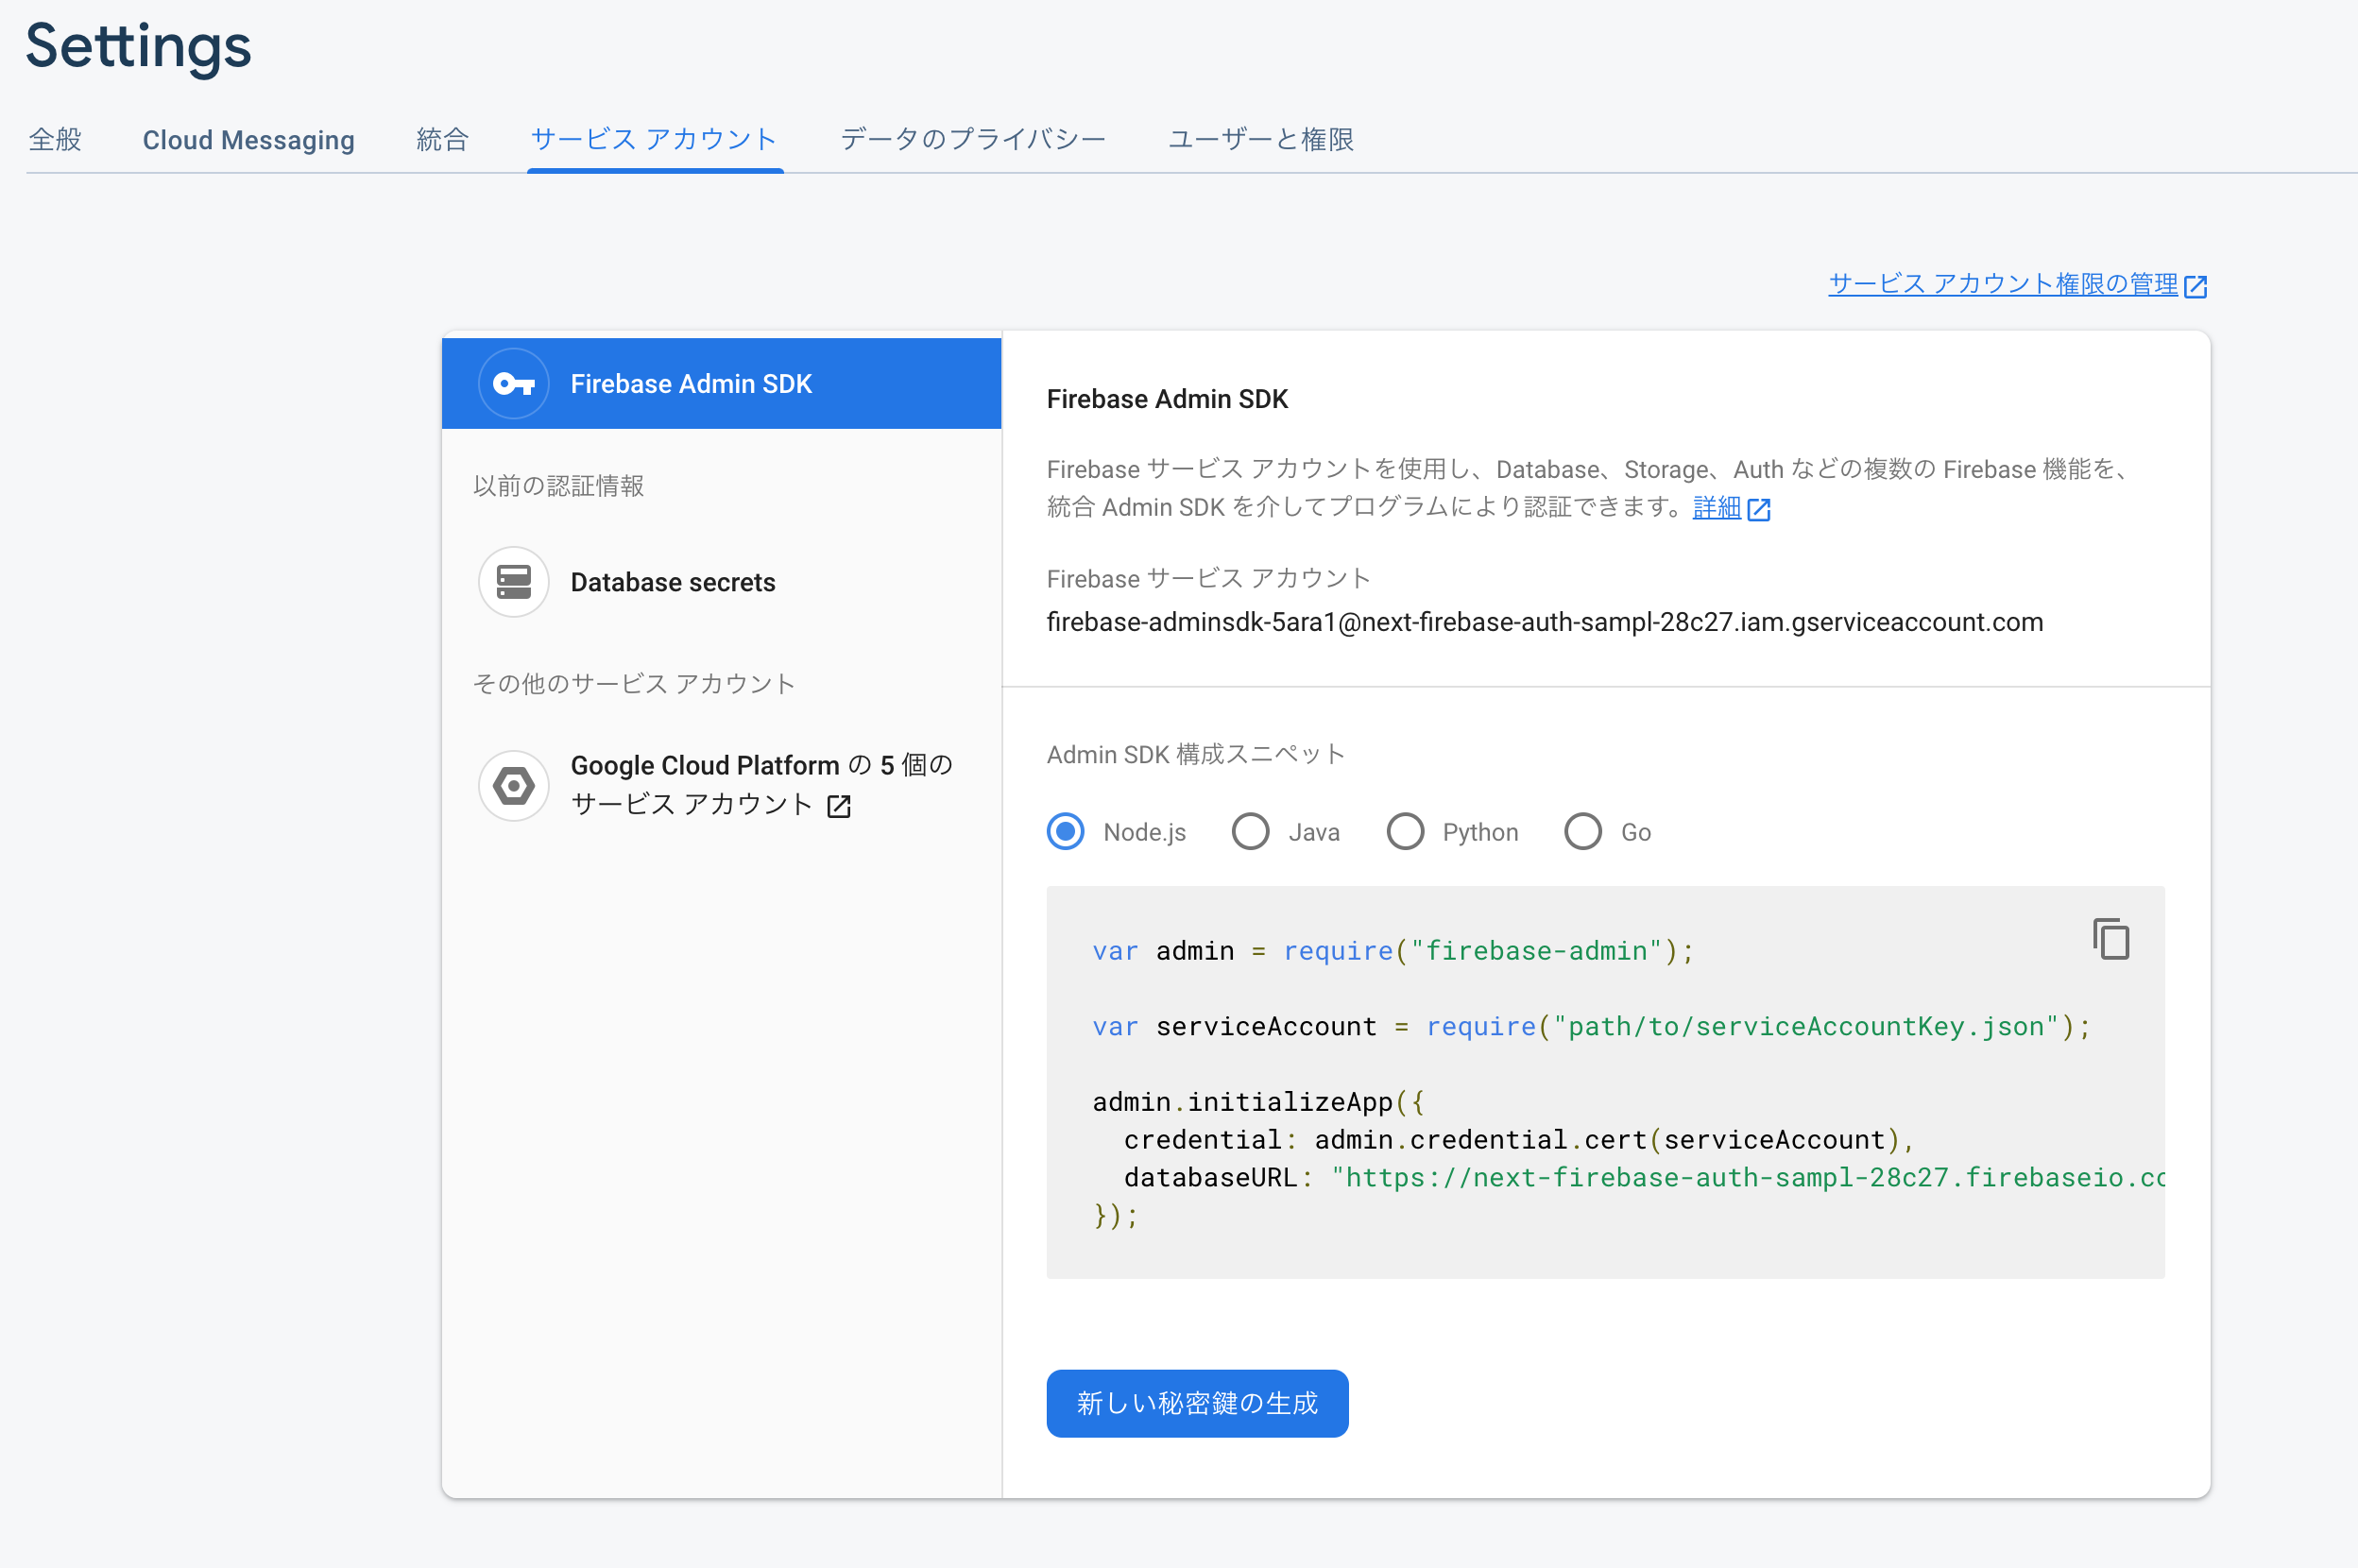 Settings
全般 Cloud Messaging 統合 サービス アカウント データのプライバシー ユーザーと権限
サービス アカウント権限の管理
Firebase Admin SDK
以前の認証情報
Database secrets
その他のサービス アカウント
Google Cloud Platform の 5 個の
サービス アカウント
Firebase Admin SDK
Firebase サービス アカウントを使用し、Database、Storage、Auth などの複数の Firebase 機能を、
統合 Admin SDK を介してプログラムにより認証できます。詳細
Firebase サービス アカウント
firebase-adminsdk-5ara1@next-firebase-auth-sampl-28c27.iam.gserviceaccount.com
Admin SDK 構成スニペット
Node.js Java Python Go
var admin = require("firebase-admin");
var serviceAccount = require("path/to/serviceAccountKey.json");
admin.initializeApp({
  credential: admin.credential.cert(serviceAccount),
  databaseURL: "https://next-firebase-auth-sampl-28c27.firebaseio.co
});
新しい秘密鍵の生成